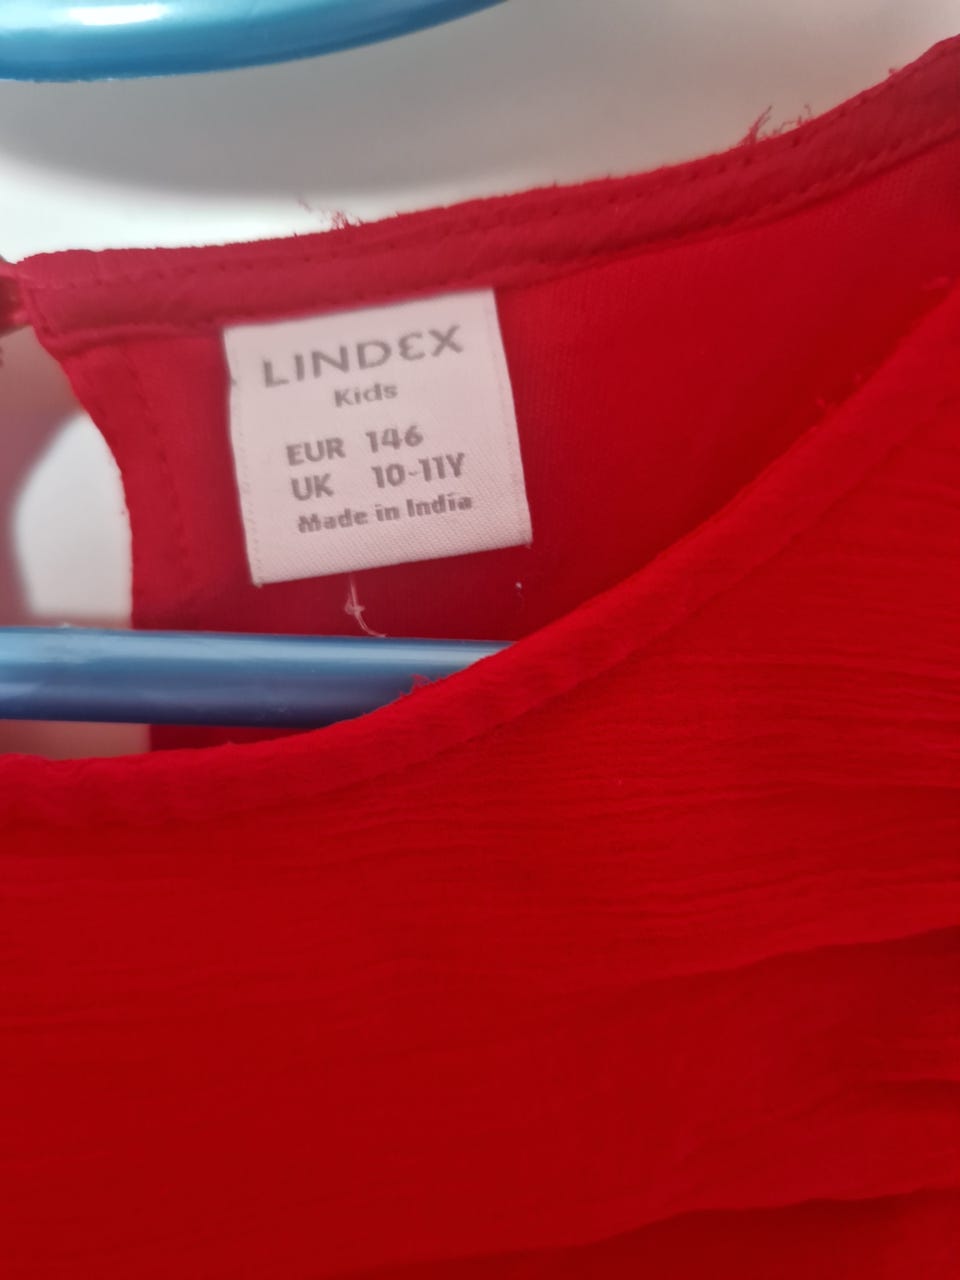 LINDEX
Kids
EUR 146
UK 10-11Y
Made in India